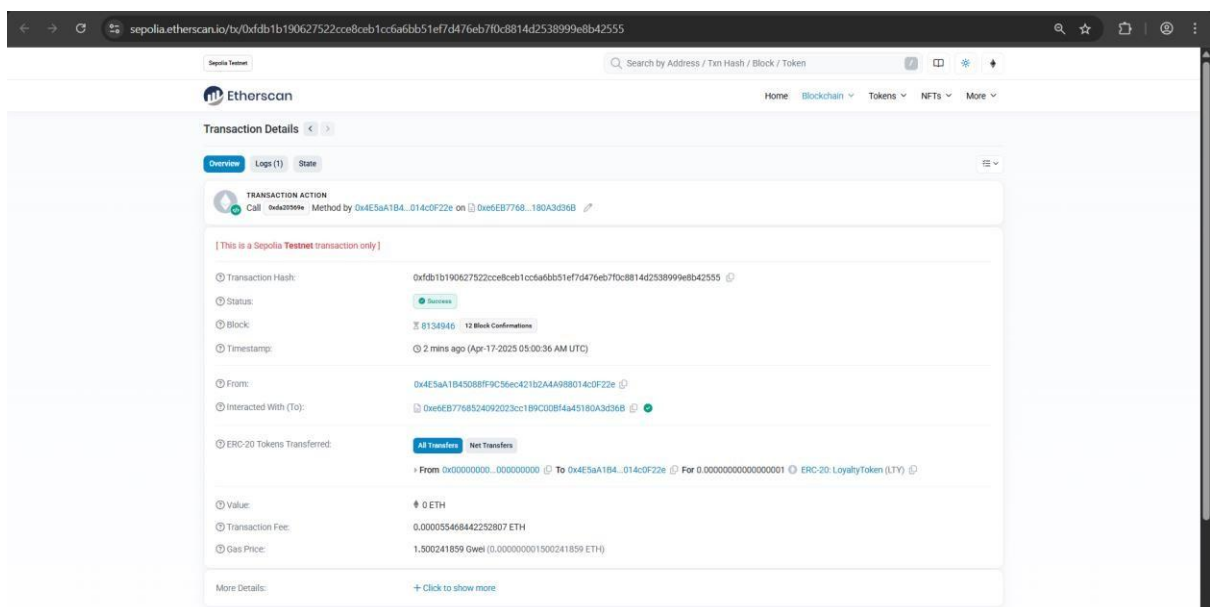 sepolia.etherscan.io/tx/0xfdb1b190627522cce8ceb1cc6a6bb51ef7d476eb7f0c8814d2538999e8b42555
Sepolia Testnet
Search by Address / Txn Hash / Block / Token
/
Etherscan
Home Blockchain Tokens NFTs More
Transaction Details
Overview Logs (1) State
TRANSACTION ACTION
Call 0xda20569e Method by 0x4E5aA1B4...014c0F22e on 0xe6EB7768...180A3d36B
[ This is a Sepolia Testnet transaction only ]
Transaction Hash: 0xfdb1b190627522cce8ceb1cc6a6bb51ef7d476eb7f0c8814d2538999e8b42555
Status: Success
Block: 8134946 12 Block Confirmations
Timestamp: 2 mins ago (Apr-17-2025 05:00:36 AM UTC)
From: 0x4E5aA1B45088fF9C56ec421b2A4A988014c0F22e
Interacted With (To): 0xe6EB7768524092023cc1B9C00Bf4a45180A3d36B
ERC-20 Tokens Transferred: All Transfers Net Transfers
From 0x00000000...000000000 To 0x4E5aA1B4...014c0F22e For 0.00000000000000001 ERC-20: LoyaltyToken (LTY)
Value: 0 ETH
Transaction Fee: 0.000055468442252807 ETH
Gas Price: 1.500241859 Gwei (0.000000001500241859 ETH)
More Details: + Click to show more